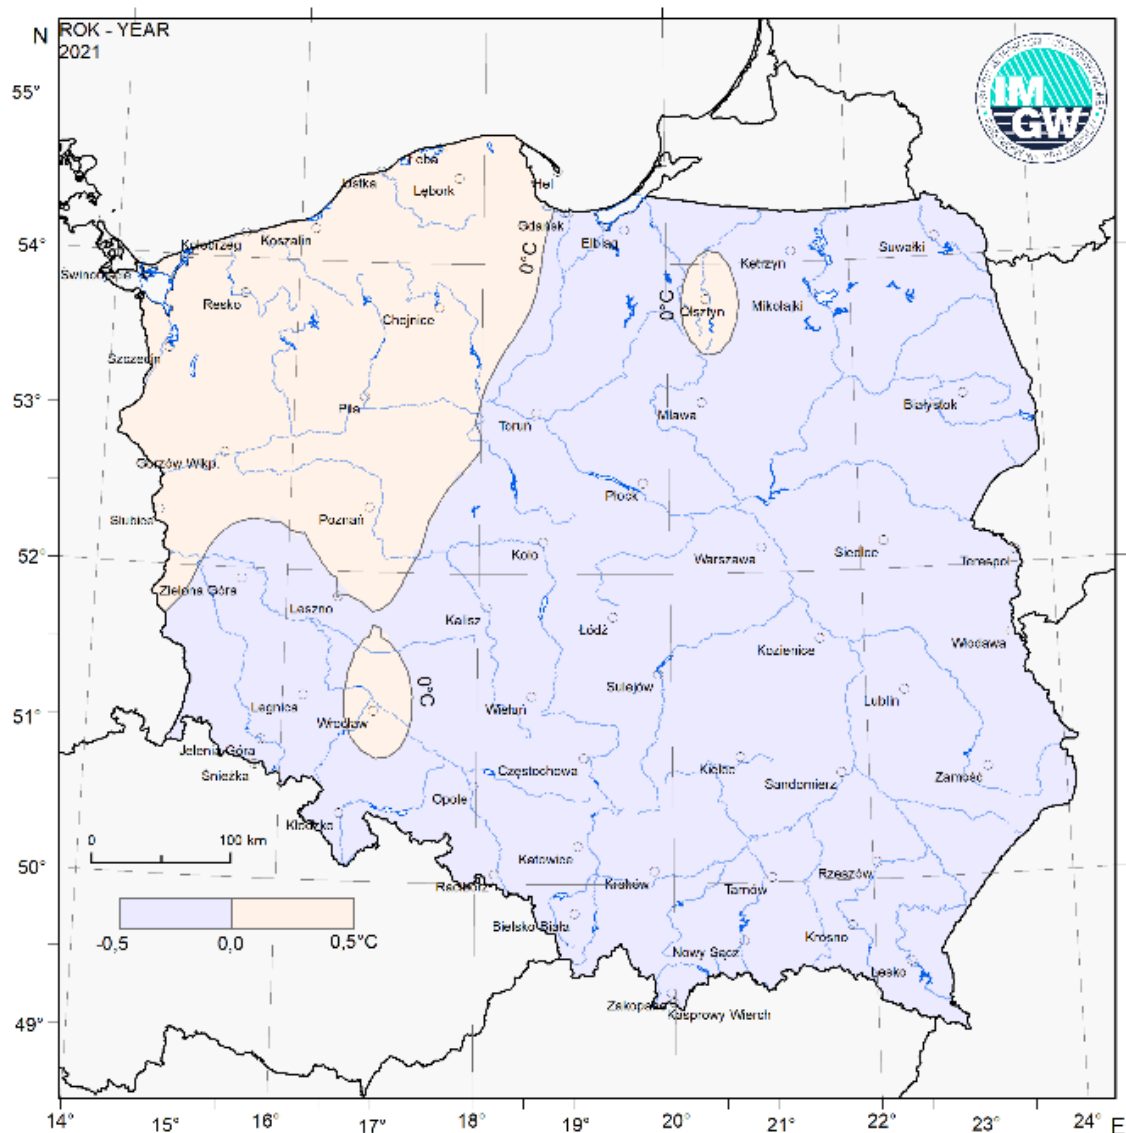 ROK - YEAR
2021
N
55°
54°
53°
52°
51°
50°
49°
IM
GW
Ustka
Łeba
Lębork
Hel
Gdańsk
Elbląg
Kołobrzeg
Koszalin
Świnoujście
Resko
Chojnice
Kętrzyn
Suwałki
0°C
0°C
Olsztyn
Mikołajki
Szczecin
Piła
Toruń
Mława
Białystok
Gorzów Wlkp.
Słubice
Poznań
Płock
Koło
Warszawa
Siedlce
Terespol
Zielona Góra
Leszno
Kalisz
Łódź
Kozienice
Włodawa
0°C
Legnica
Wrocław
Wieluń
Sulejów
Lublin
Jelenia Góra
Śnieżka
Częstochowa
Kielce
Sandomierz
Zamość
Kłodzko
Opole
0
100 km
Katowice
Racibórz
Kraków
Tarnów
Rzeszów
Bielsko-Biała
Nowy Sącz
Krosno
Lesko
Zakopane
Kasprowy Wierch
-0,5
0,0
0,5°C
14°
15°
16°
17°
18°
19°
20°
21°
22°
23°
24°
E